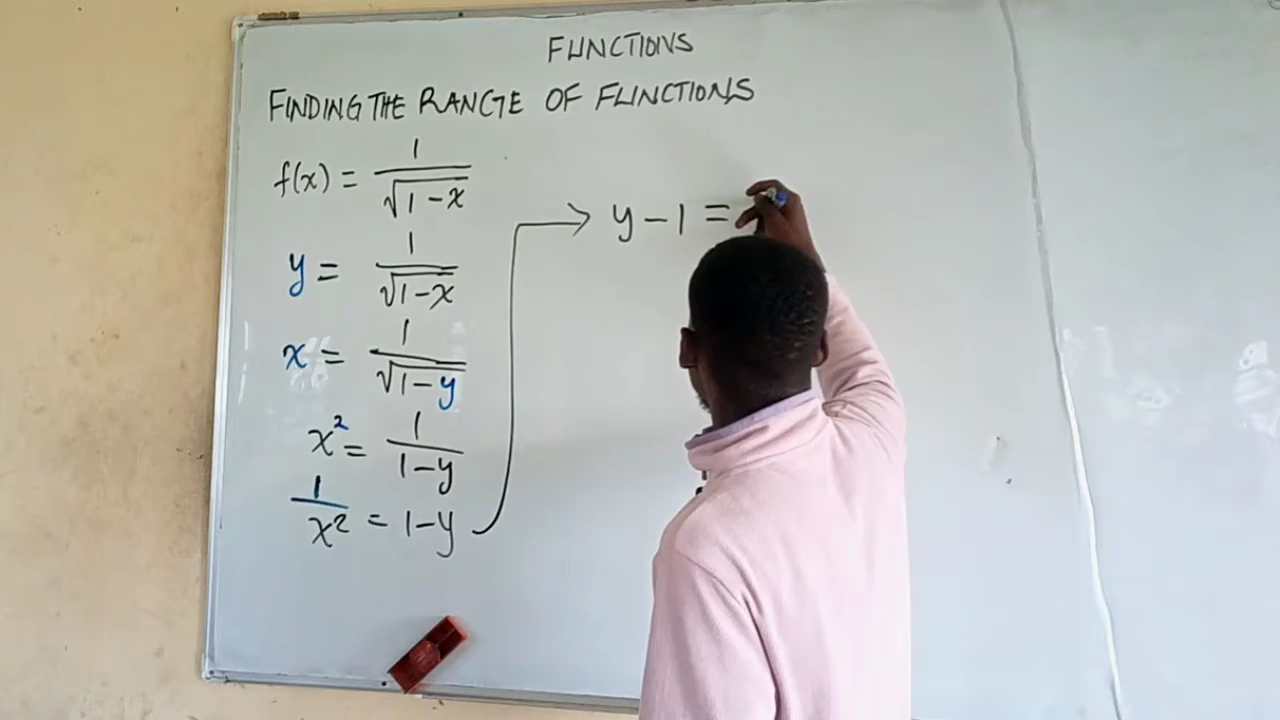 FUNCTIONS
FINDING THE RANGE OF FUNCTIONS
f(x) = 1/√(1-x)
y = 1/√(1-x)
x = 1/√(1-y)
x² = 1/(1-y)
1/x² = 1-y
→ y-1 =